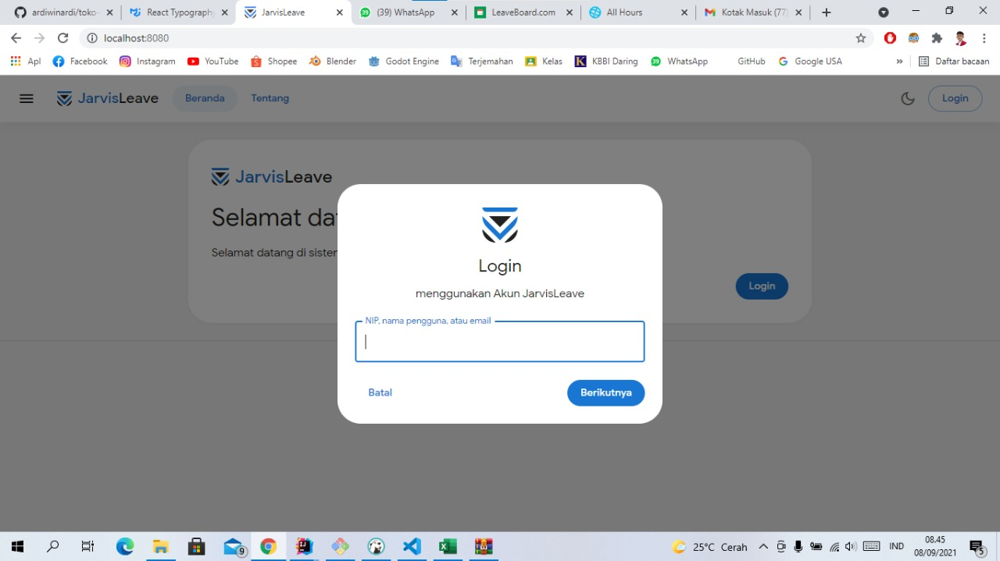 ardiwinardi/toko-
React Typography
JarvisLeave
(39) WhatsApp
LeaveBoard.com
All Hours
Kotak Masuk (77)
localhost:8080
Apl
Facebook
Instagram
YouTube
Shopee
Blender
Godot Engine
Terjemahan
Kelas
KBBI Daring
WhatsApp
GitHub
Google USA
»
Daftar bacaan
JarvisLeave
Beranda
Tentang
Login
JarvisLeave
Selamat dat
Selamat datang di sistem
Login
Login
menggunakan Akun JarvisLeave
NIP, nama pengguna, atau email
Batal
Berikutnya
9
25°C Cerah
IND
08.45
08/09/2021
5